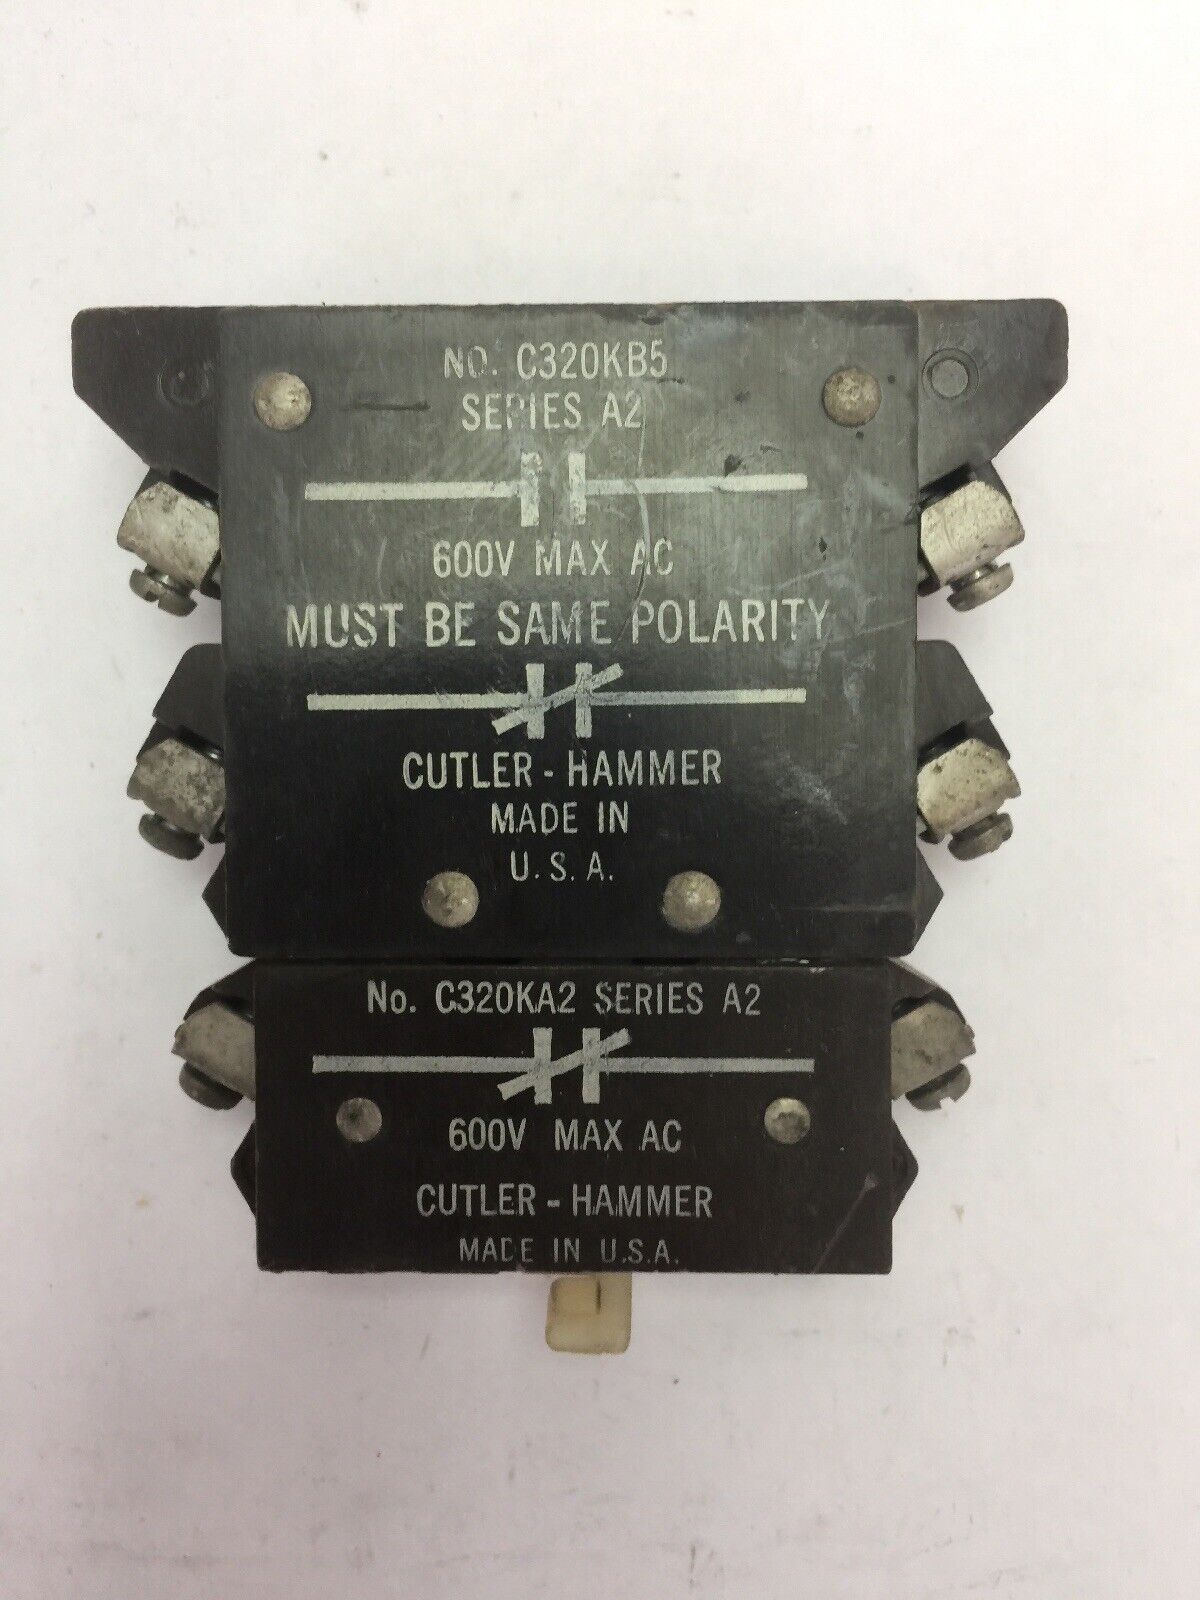 NO. C320KB5
SERIES A2
600V MAX AC
MUST BE SAME POLARITY
CUTLER - HAMMER
MADE IN
U.S.A.
No. C320KA2 SERIES A2
600V MAX AC
CUTLER - HAMMER
MADE IN U.S.A.